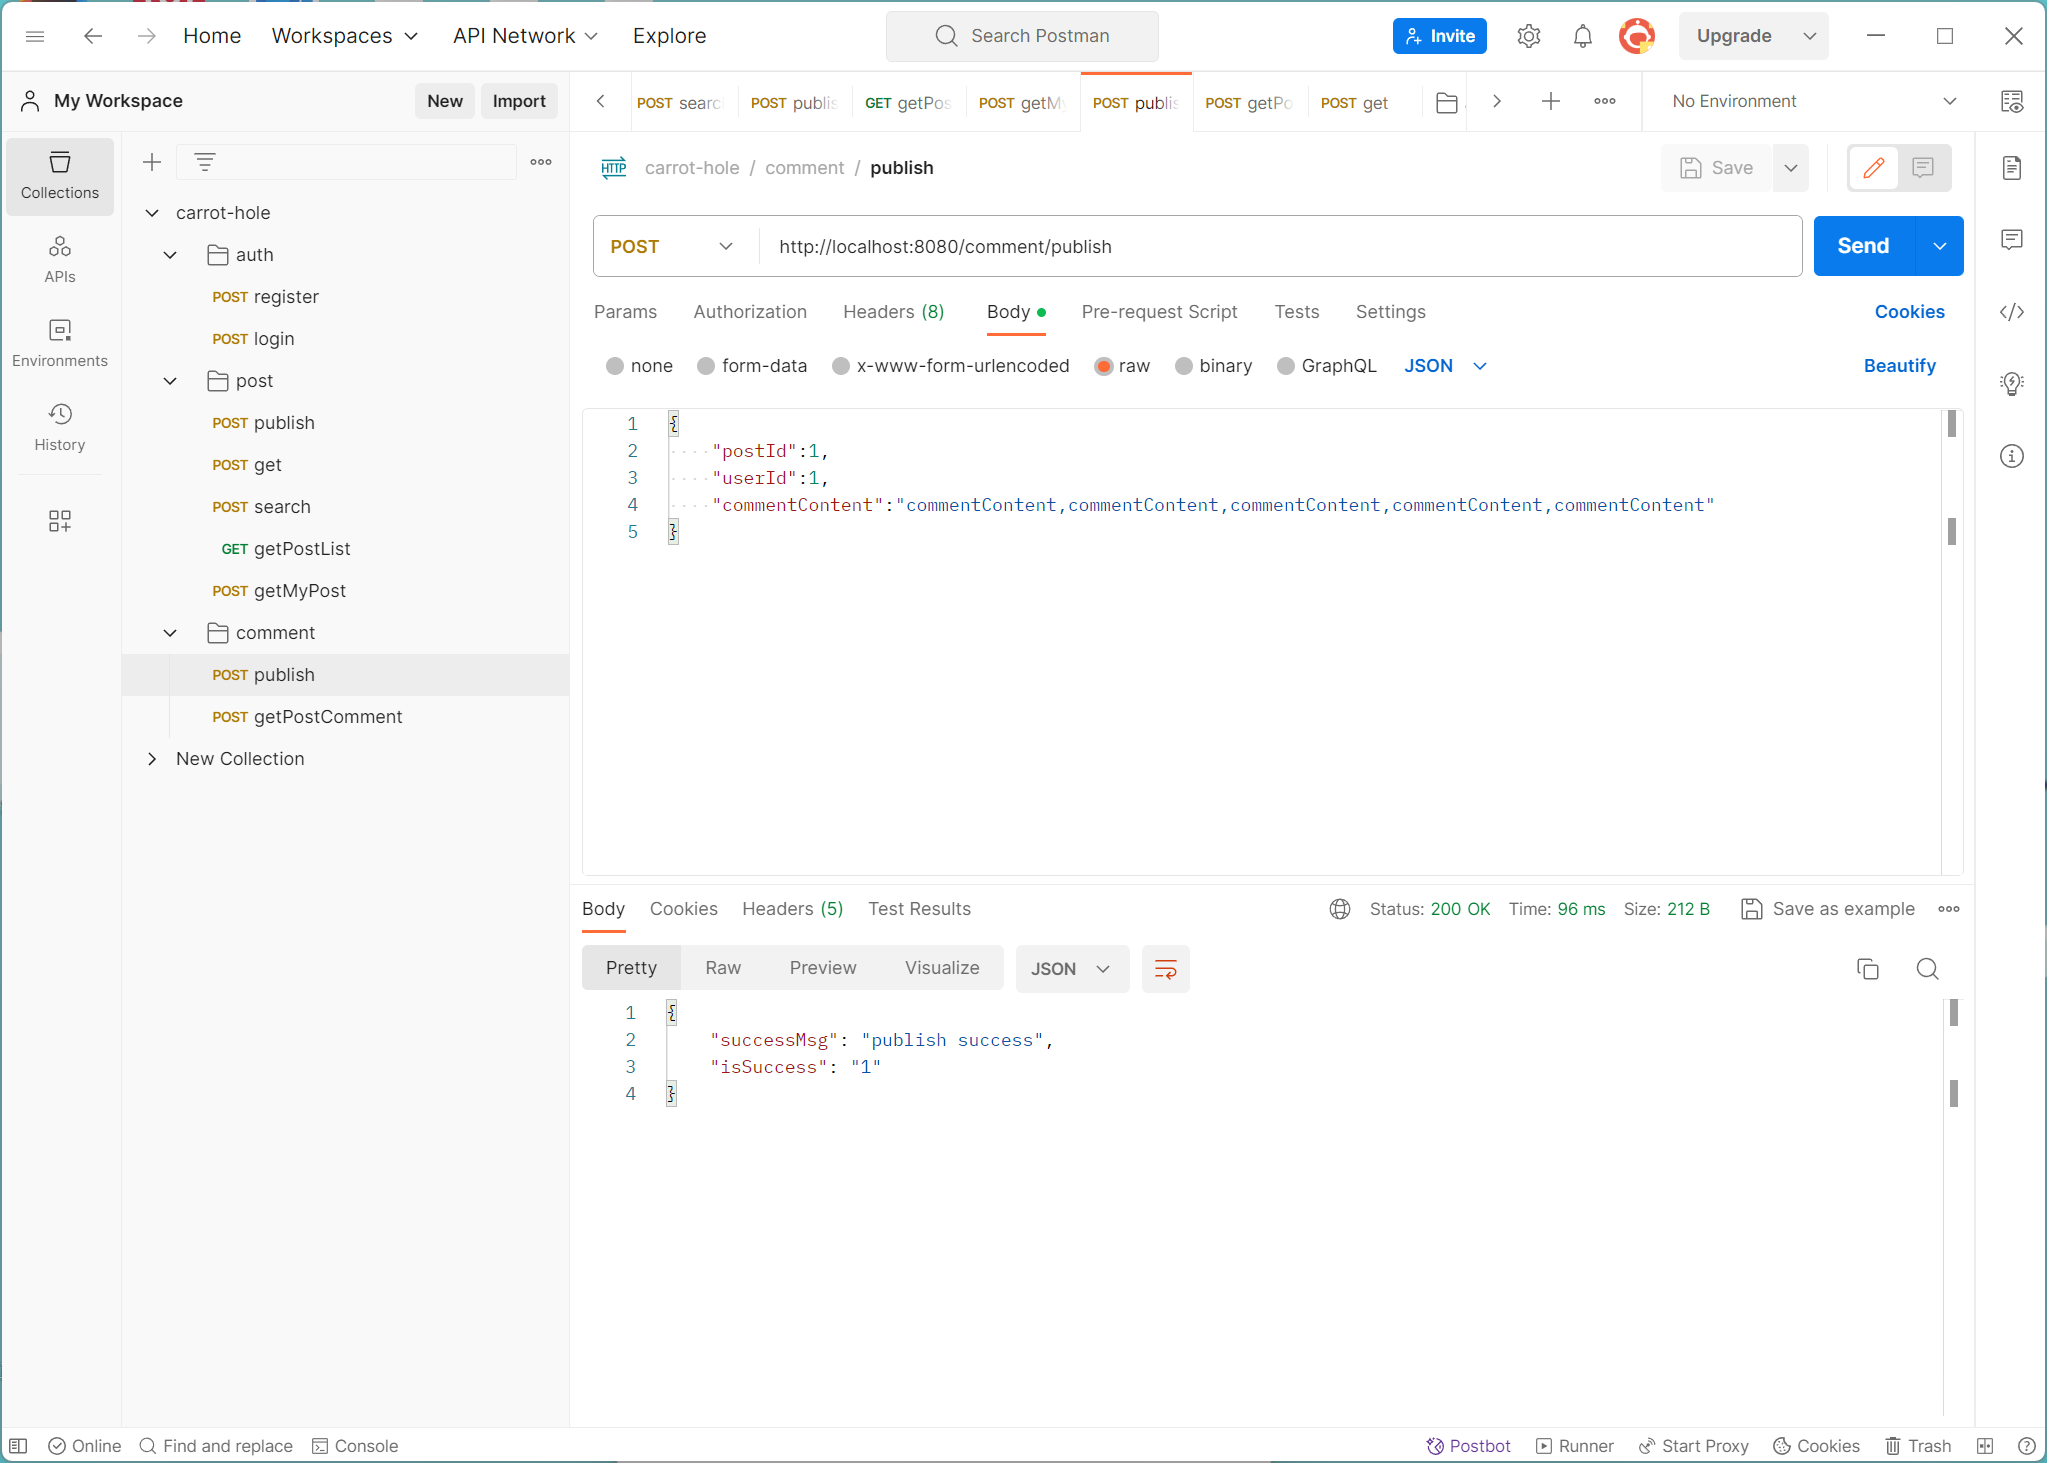 Home Workspaces API Network Explore Search Postman Invite Upgrade
My Workspace New Import
POST searc POST publis GET getPos POST getMy POST publis POST getPo POST get No Environment
Collections
APIs
Environments
History
carrot-hole
auth
POST register
POST login
post
POST publish
POST get
POST search
GET getPostList
POST getMyPost
comment
POST publish
POST getPostComment
New Collection
HTTP carrot-hole / comment / publish Save
POST http://localhost:8080/comment/publish Send
Params Authorization Headers (8) Body Pre-request Script Tests Settings Cookies
none form-data x-www-form-urlencoded raw binary GraphQL JSON Beautify
1 {
2 "postId":1,
3 "userId":1,
4 "commentContent":"commentContent,commentContent,commentContent,commentContent,commentContent"
5 }
Body Cookies Headers (5) Test Results Status: 200 OK Time: 96 ms Size: 212 B Save as example
Pretty Raw Preview Visualize JSON
1 {
2 "successMsg": "publish success",
3 "isSuccess": "1"
4 }
Online Find and replace Console Postbot Runner Start Proxy Cookies Trash